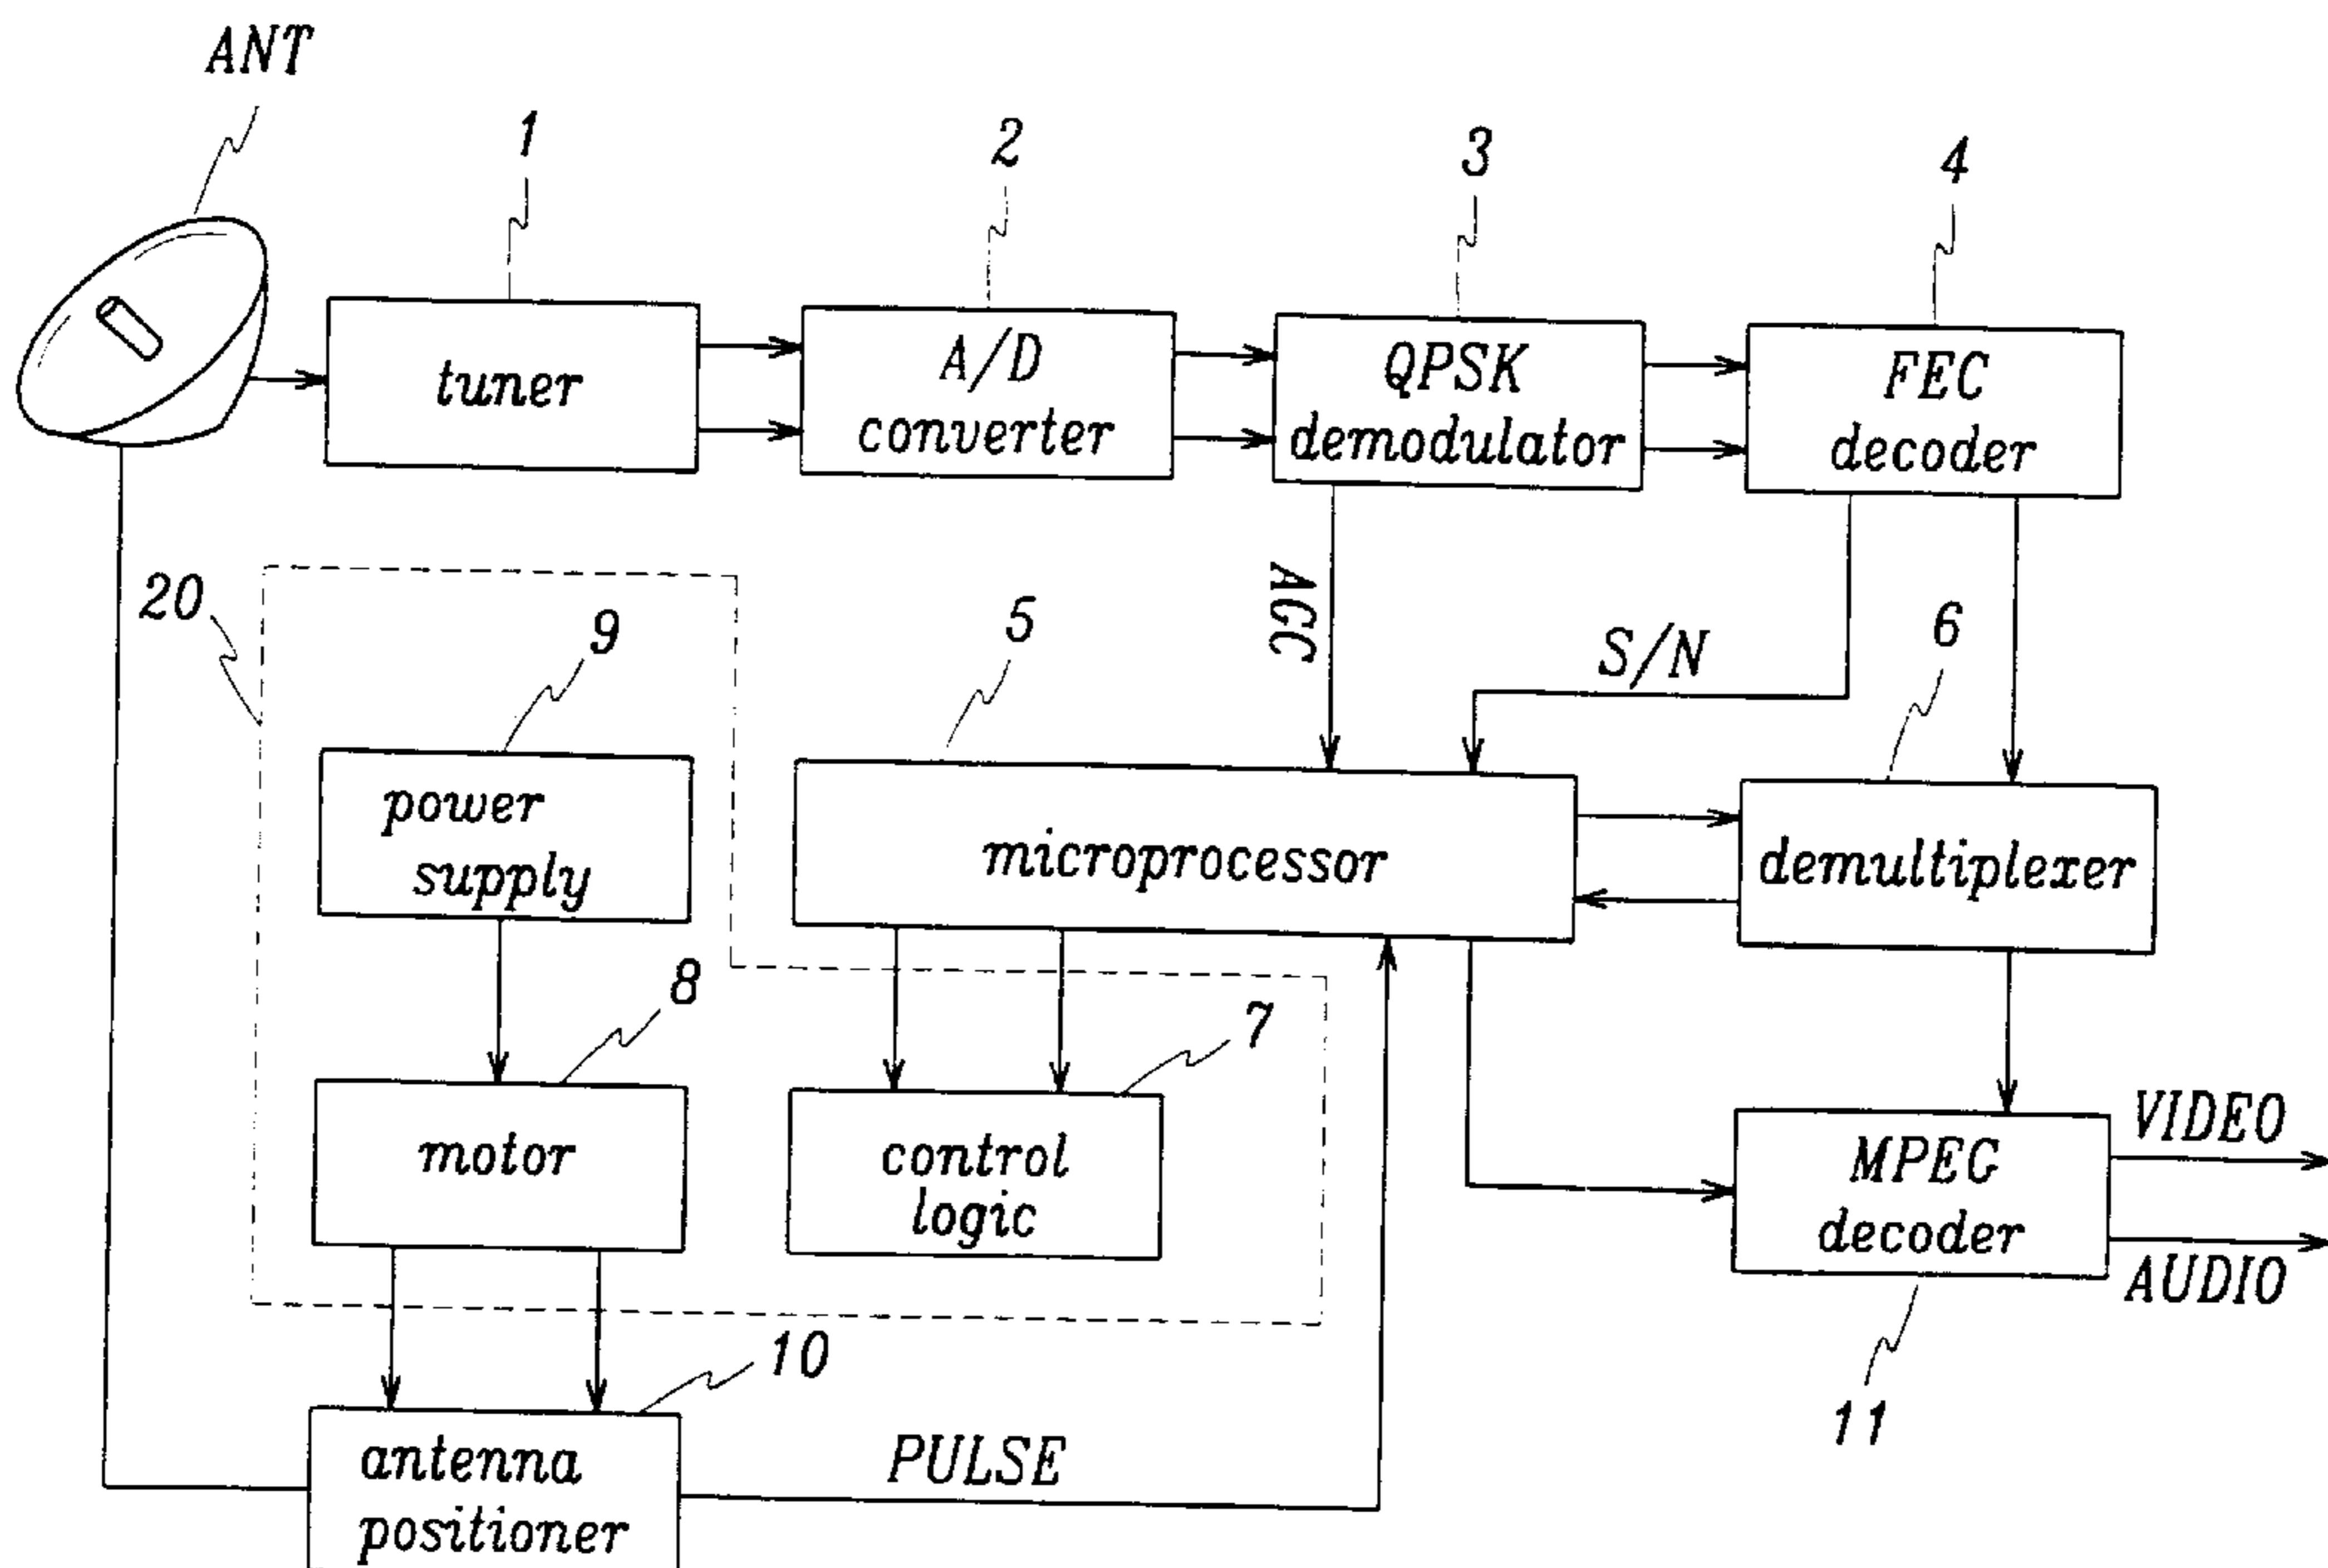 ANT
1
2
3
4
tuner
A/D
converter
QPSK
demodulator
FEC
decoder
20
9
5
AGC
S/N
6
power
supply
microprocessor
demultiplexer
8
7
motor
control
logic
MPEG
decoder
VIDEO
AUDIO
10
11
antenna
positioner
PULSE